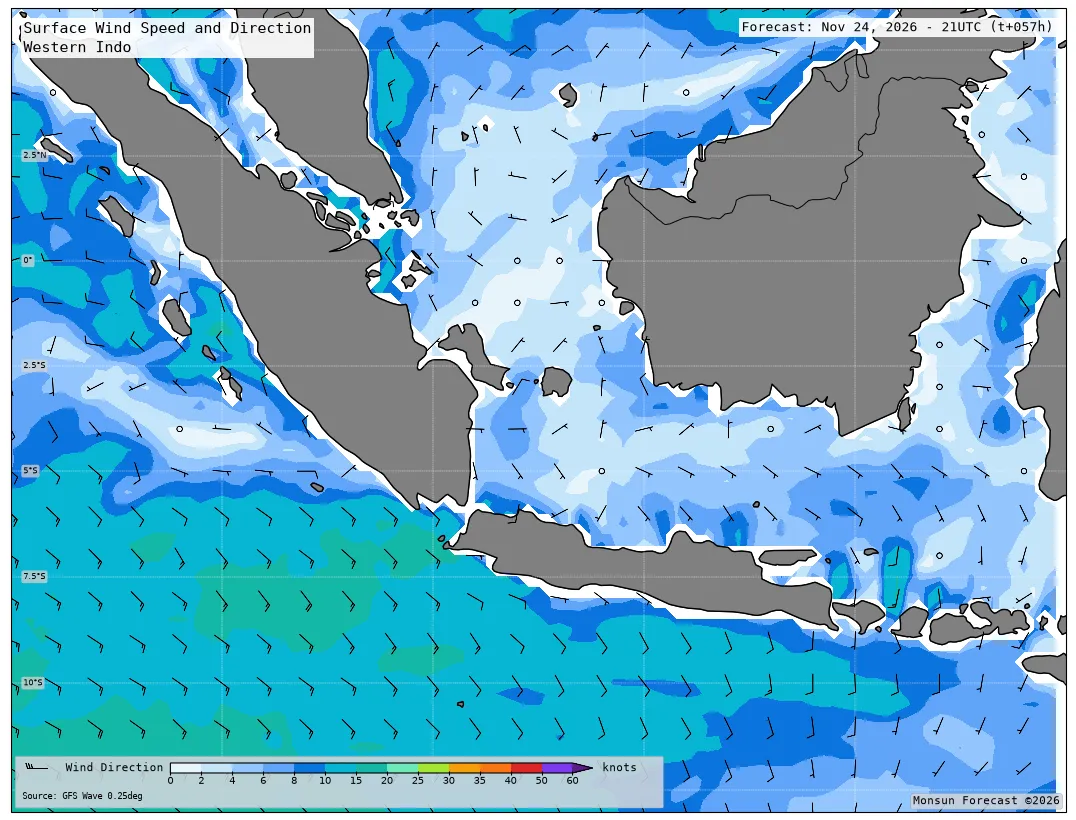 Surface Wind Speed and Direction
Western Indo
Forecast: Nov 24, 2026 - 21UTC (t+057h)
2.5°N
0°
2.5°S
5°S
7.5°S
10°S
Wind Direction
0 2 4 6 8 10 15 20 25 30 35 40 50 60
knots
Source: GFS Wave 0.25deg
Monsun Forecast ©2026